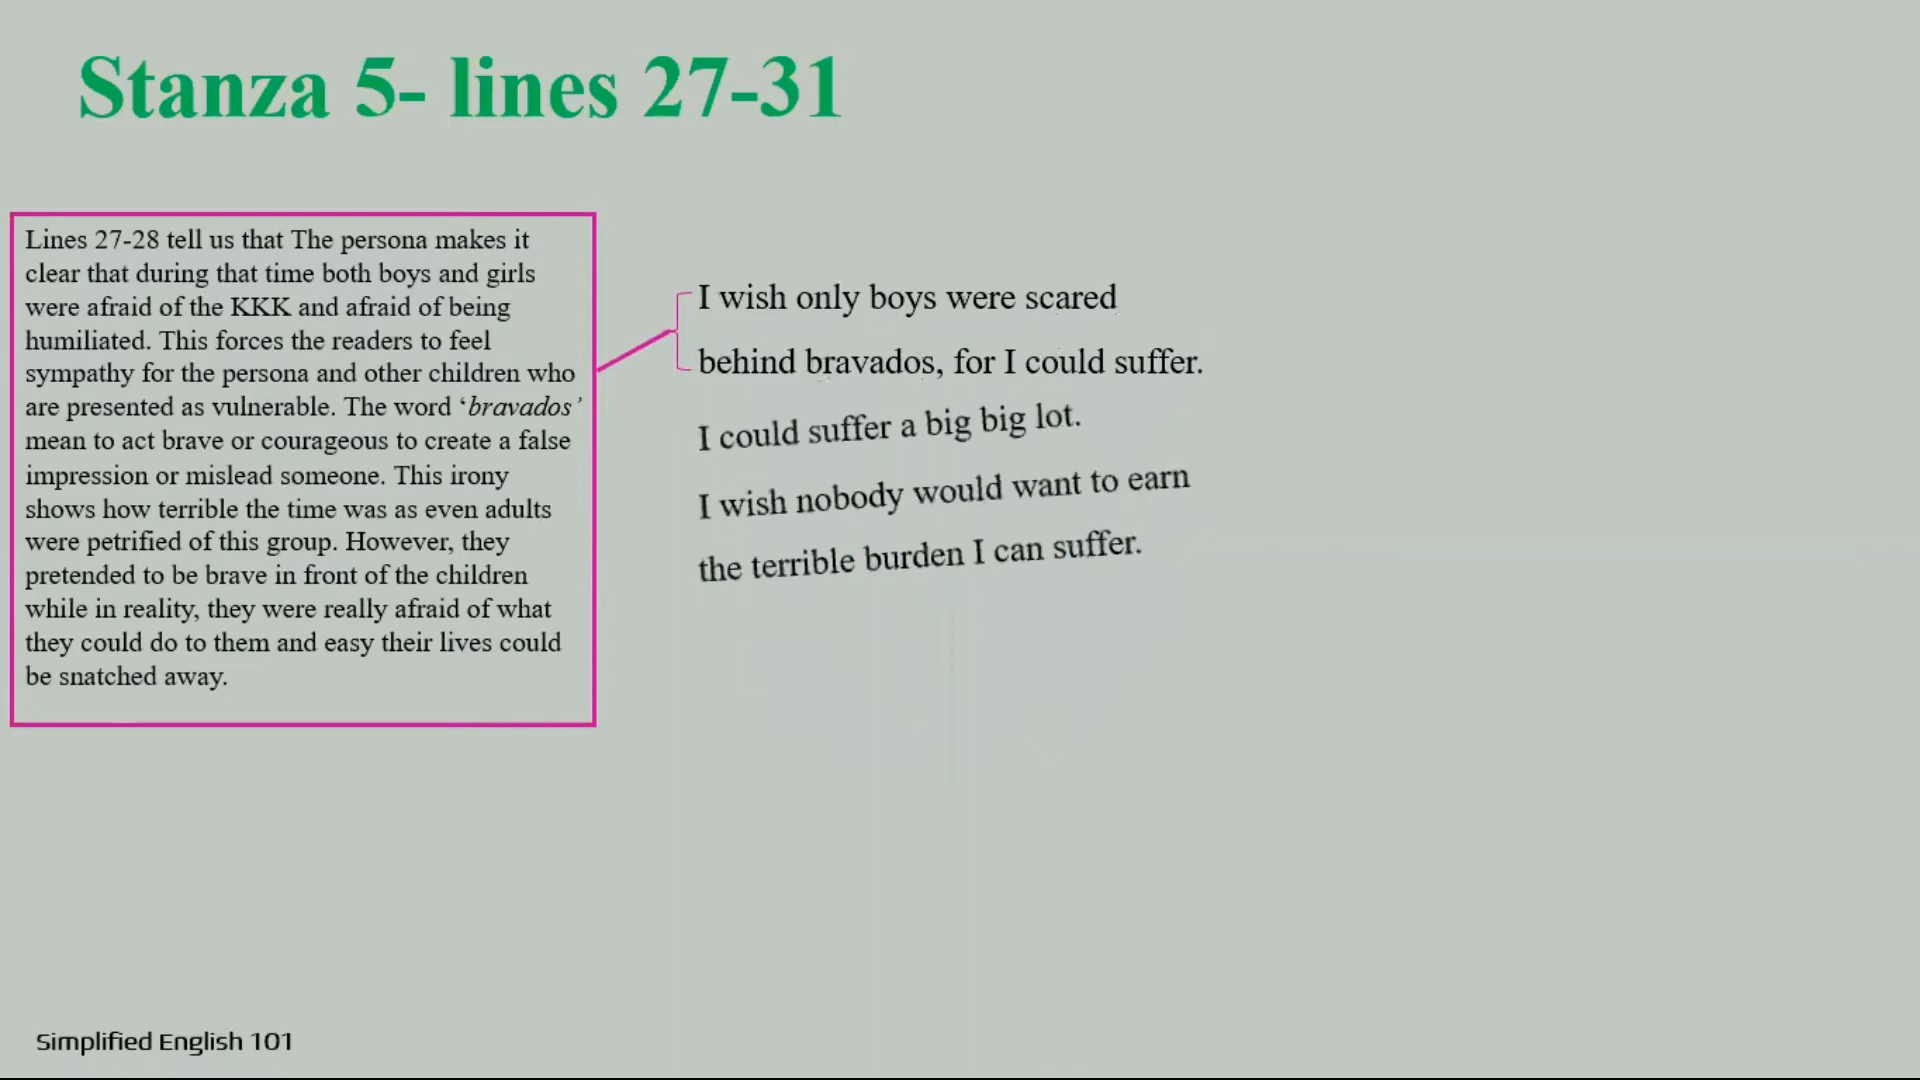 Stanza 5- lines 27-31
Lines 27-28 tell us that The persona makes it
clear that during that time both boys and girls
were afraid of the KKK and afraid of being
humiliated. This forces the readers to feel
sympathy for the persona and other children who
are presented as vulnerable. The word ‘bravados’
mean to act brave or courageous to create a false
impression or mislead someone. This irony
shows how terrible the time was as even adults
were petrified of this group. However, they
pretended to be brave in front of the children
while in reality, they were really afraid of what
they could do to them and easy their lives could
be snatched away.
I wish only boys were scared
behind bravados, for I could suffer.
I could suffer a big big lot.
I wish nobody would want to earn
the terrible burden I can suffer.
Simplified English 101